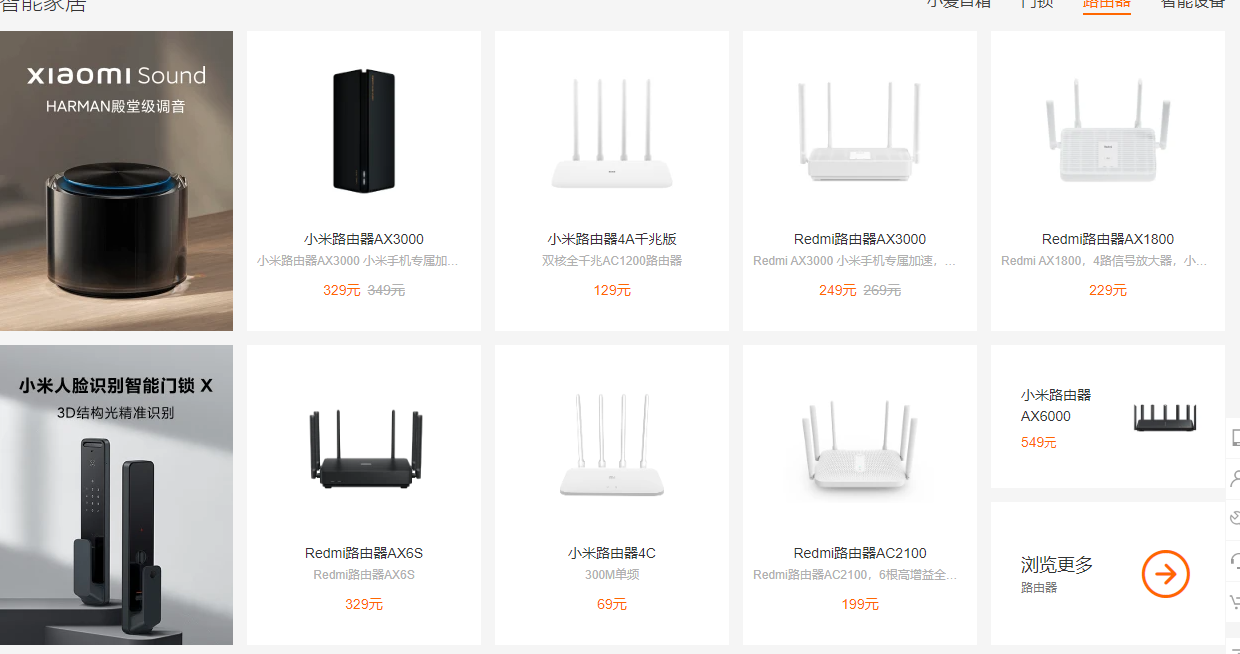 智能家居
小爱音箱
门锁
路由器
智能设备
xiaomi Sound
HARMAN殿堂级调音
小米路由器AX3000
小米路由器AX3000 小米手机专属加...
329元 349元
小米路由器4A千兆版
双核全千兆AC1200路由器
129元
Redmi路由器AX3000
Redmi AX3000 小米手机专属加速，...
249元 269元
Redmi路由器AX1800
Redmi AX1800，4路信号放大器，小...
229元
小米人脸识别智能门锁 X
3D结构光精准识别
Redmi路由器AX6S
Redmi路由器AX6S
329元
小米路由器4C
300M单频
69元
Redmi路由器AC2100
Redmi路由器AC2100，6根高增益全...
199元
小米路由器
AX6000
549元
浏览更多
路由器